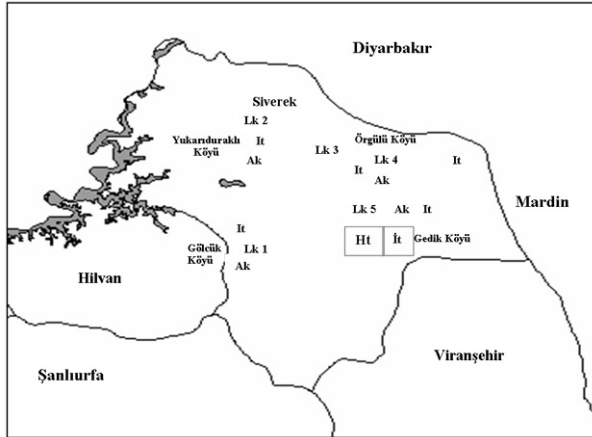 Diyarbakır
Siverek
Lk 2
Yukarıduraklı
Köyü
It
Ak
Örgülü Köyü
Lk 3
Lk 4
It
It
Ak
Mardin
Lk 5 Ak It
Ht İt Gedik Köyü
It
Gölcük
Köyü
Lk 1
Ak
Hilvan
Viranşehir
Şanlıurfa